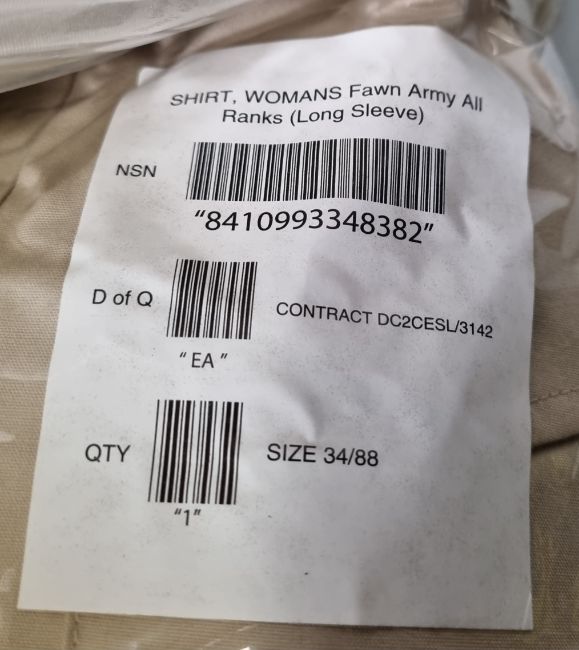 SHIRT, WOMANS Fawn Army All
Ranks (Long Sleeve)
NSN
“8410993348382”
D of Q
CONTRACT DC2CESL/3142
“ EA ”
QTY
SIZE 34/88
“1”